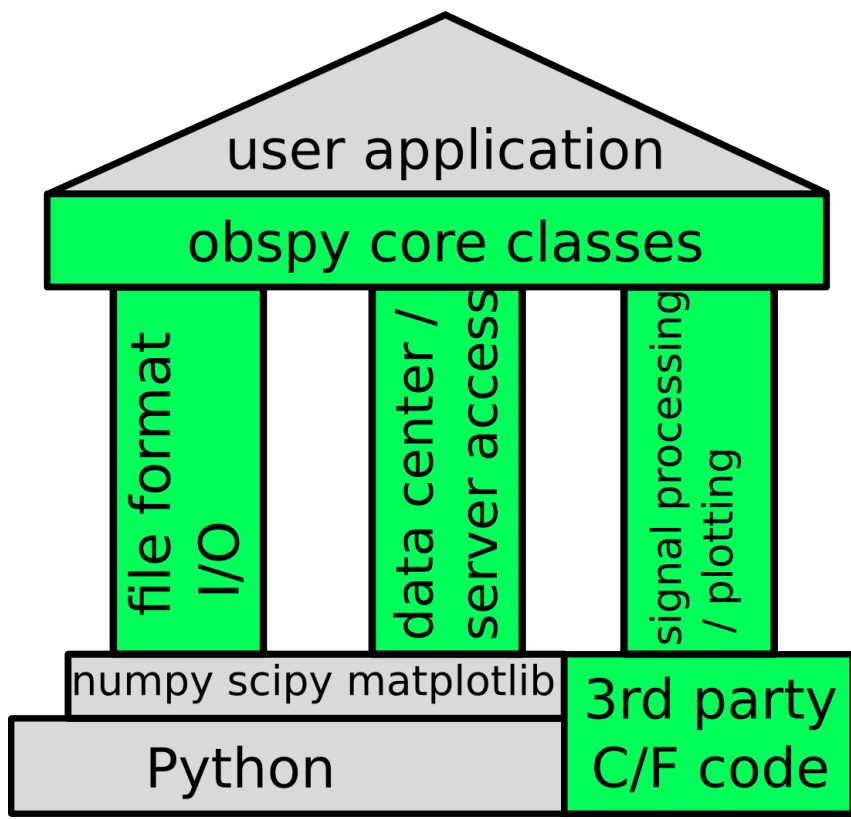 user application
obspy core classes
file format
I/O
data center /
server access
signal processing
/ plotting
numpy scipy matplotlib
3rd party
C/F code
Python